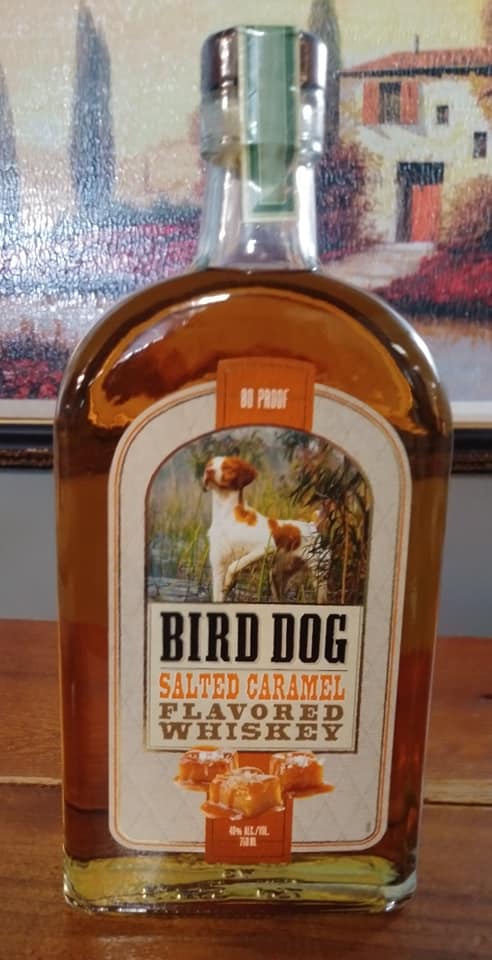 80 PROOF
BIRD DOG
SALTED CARAMEL
FLAVORED
WHISKEY
40% ALC./VOL.
750 ML